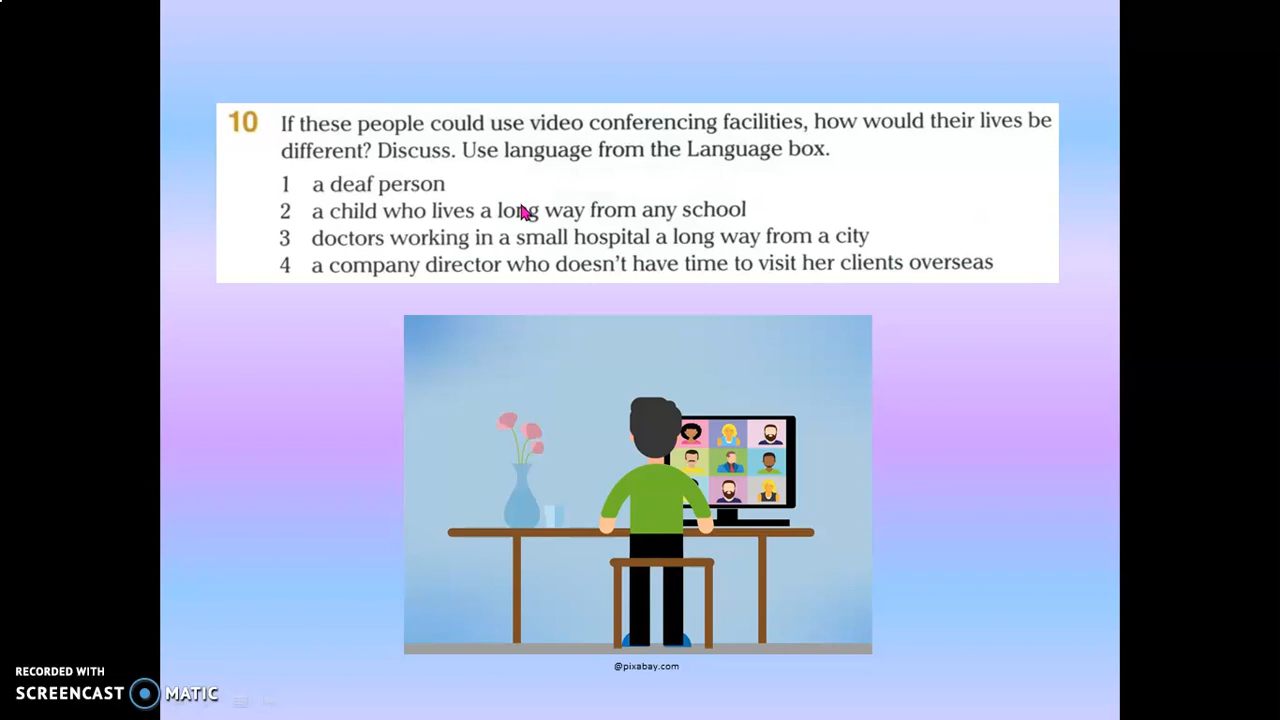 10 If these people could use video conferencing facilities, how would their lives be
different? Discuss. Use language from the Language box.
1 a deaf person
2 a child who lives a long way from any school
3 doctors working in a small hospital a long way from a city
4 a company director who doesn't have time to visit her clients overseas
@pixabay.com
RECORDED WITH
SCREENCAST MATIC